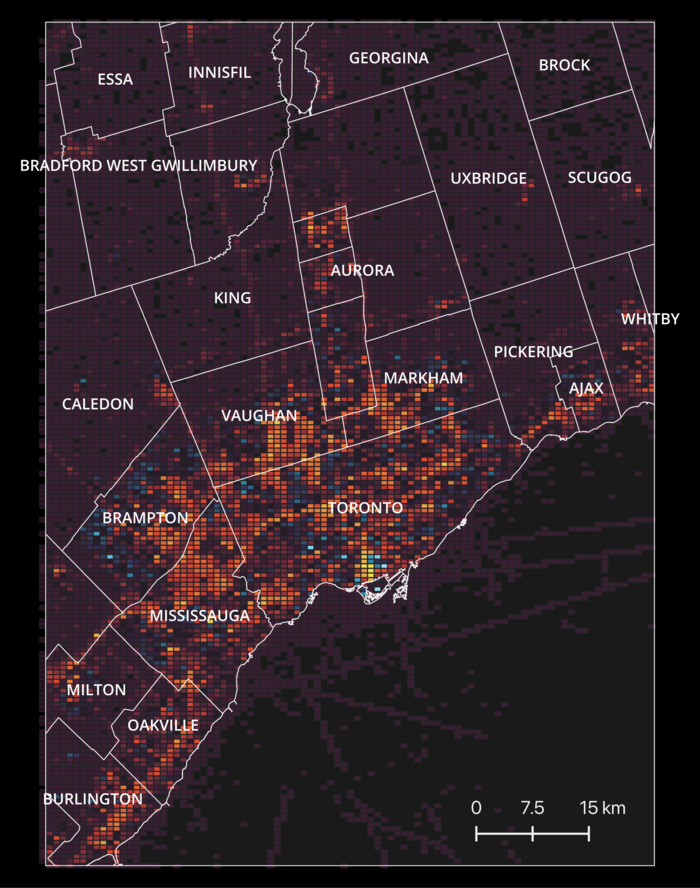 GEORGINA
BROCK
ESSA
INNISFIL
BRADFORD WEST GWILLIMBURY
UXBRIDGE
SCUGOG
AURORA
KING
WHITBY
PICKERING
MARKHAM
AJAX
CALEDON
VAUGHAN
TORONTO
BRAMPTON
MISSISSAUGA
MILTON
OAKVILLE
BURLINGTON
0 7.5 15 km